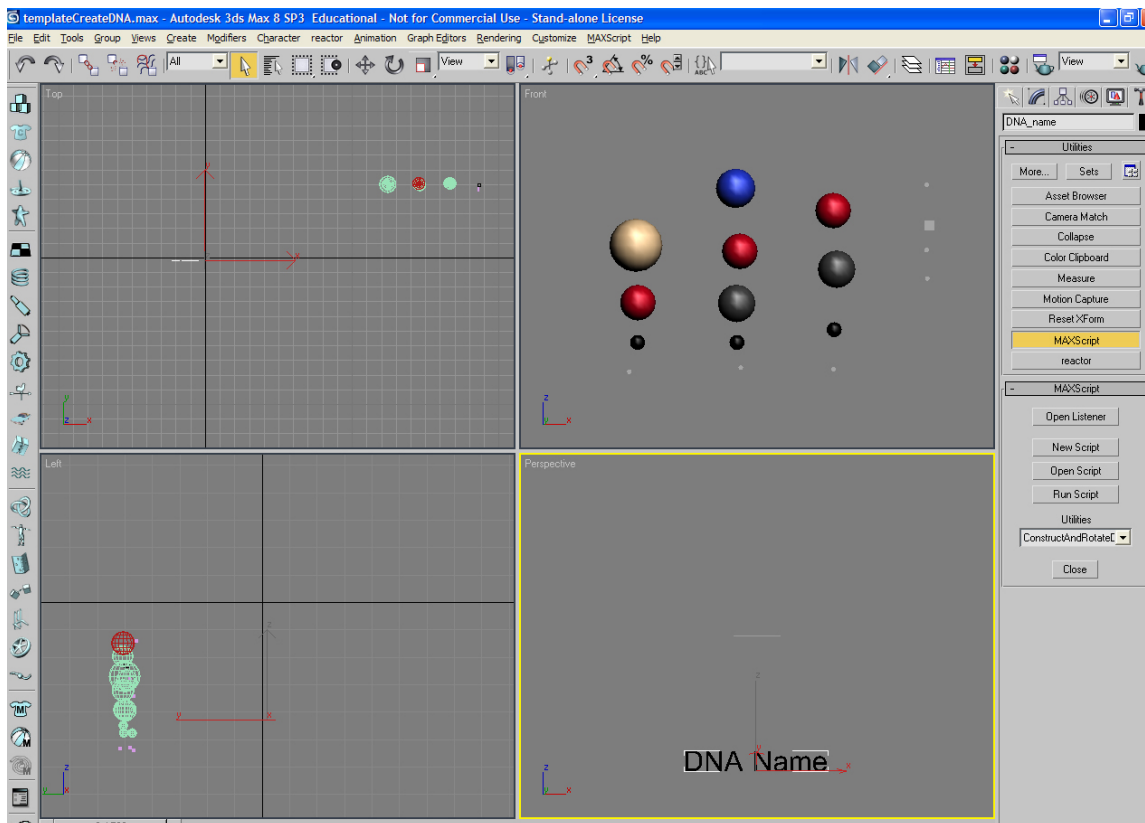 templateCreateDNA.max - Autodesk 3ds Max 8 SP3 Educational - Not for Commercial Use - Stand-alone License
File Edit Tools Group Views Create Modifiers Character reactor Animation Graph Editors Rendering Customize MAXScript Help
All View View
Top
Front
DNA_name
- Utilities
More... Sets
Asset Browser
Camera Match
Collapse
Color Clipboard
Measure
Motion Capture
Reset XForm
MAXScript
reactor
- MAXScript
Open Listener
New Script
Open Script
Run Script
Utilities
ConstructAndRotateD
Close
y
x
y
z x
z
x
Left
z
y x
z
y x
Perspective
z
DNA Name
y
x
z
x